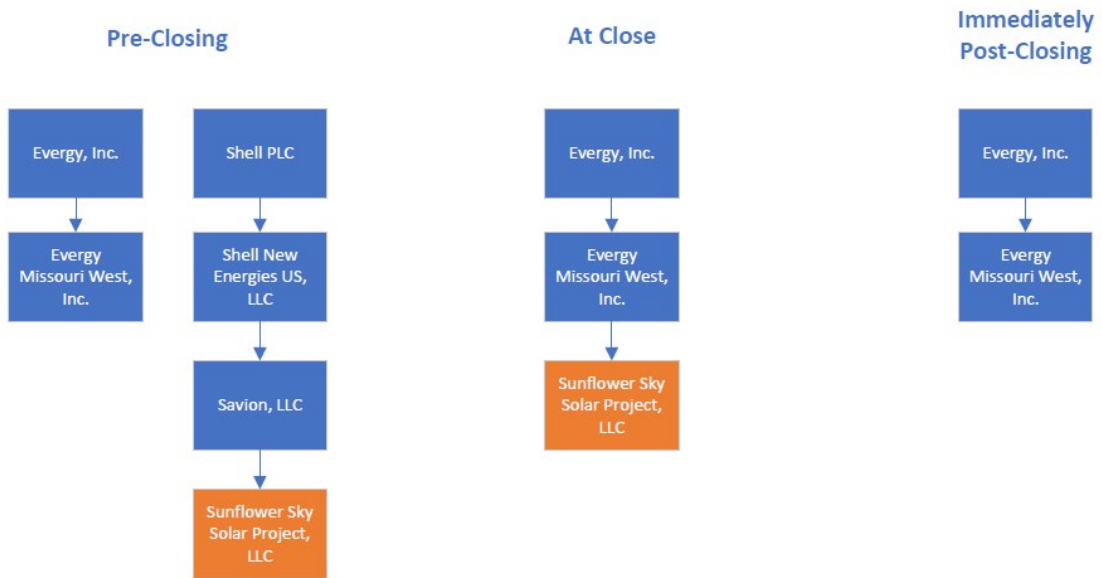 Pre-Closing
At Close
Immediately
Post-Closing
Evergy, Inc.
Shell PLC
Evergy, Inc.
Evergy, Inc.
Evergy
Missouri West,
Inc.
Shell New
Energies US,
LLC
Evergy
Missouri West,
Inc.
Evergy
Missouri West,
Inc.
Savion, LLC
Sunflower Sky
Solar Project,
LLC
Sunflower Sky
Solar Project,
LLC